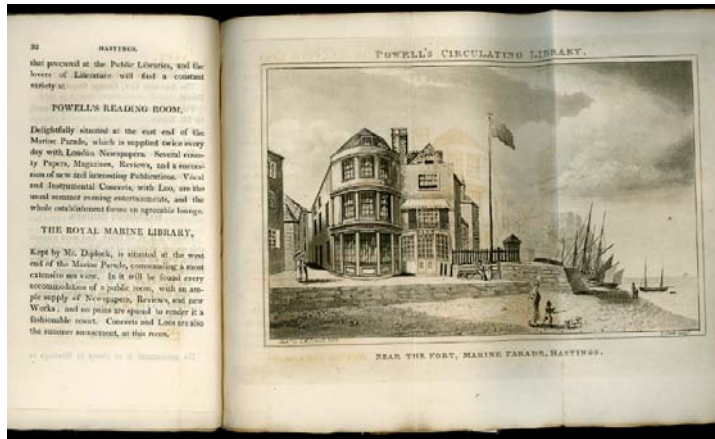 32 HASTINGS.
that procured at the Public Libraries, and the
lovers of Literature will find a constant
variety at
POWELL'S READING ROOM,
Delightfully situated at the east end of the
Marine Parade, which is supplied twice every
day with London Newspapers. Several coun-
ty Papers, Magazines, Reviews, and a succes-
sion of new and interesting Publications. Vocal
and Instrumental Concerts, with Loo, are the
usual summer evening entertainments, and the
whole establishment forms an agreeable lounge.
THE ROYAL MARINE LIBRARY,
Kept by Mr. Diplock, is situated at the west
end of the Marine Parade, commanding a most
extensive sea view. In it will be found every
accommodation of a public room, with an am-
ple supply of Newspapers, Reviews, and new
Works; and no pains are spared to render it a
fashionable resort. Concerts and Loos are also
the summer amusement, at this room.
POWELL'S CIRCULATING LIBRARY.
NEAR THE FORT, MARINE PARADE, HASTINGS.